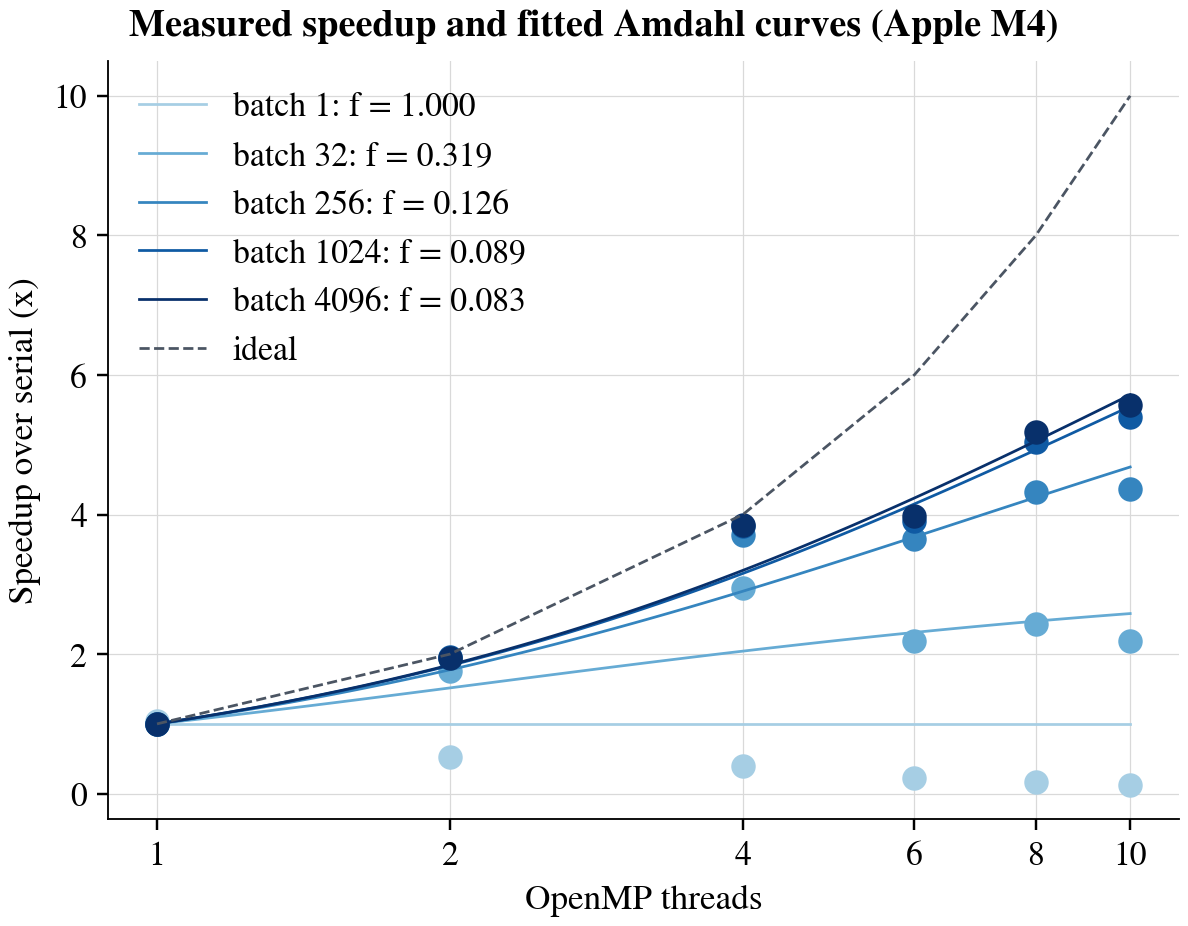 Measured speedup and fitted Amdahl curves (Apple M4)
10
8
6
4
2
0
Speedup over serial (x)
batch 1: f = 1.000
batch 32: f = 0.319
batch 256: f = 0.126
batch 1024: f = 0.089
batch 4096: f = 0.083
ideal
1 2 4 6 8 10
OpenMP threads